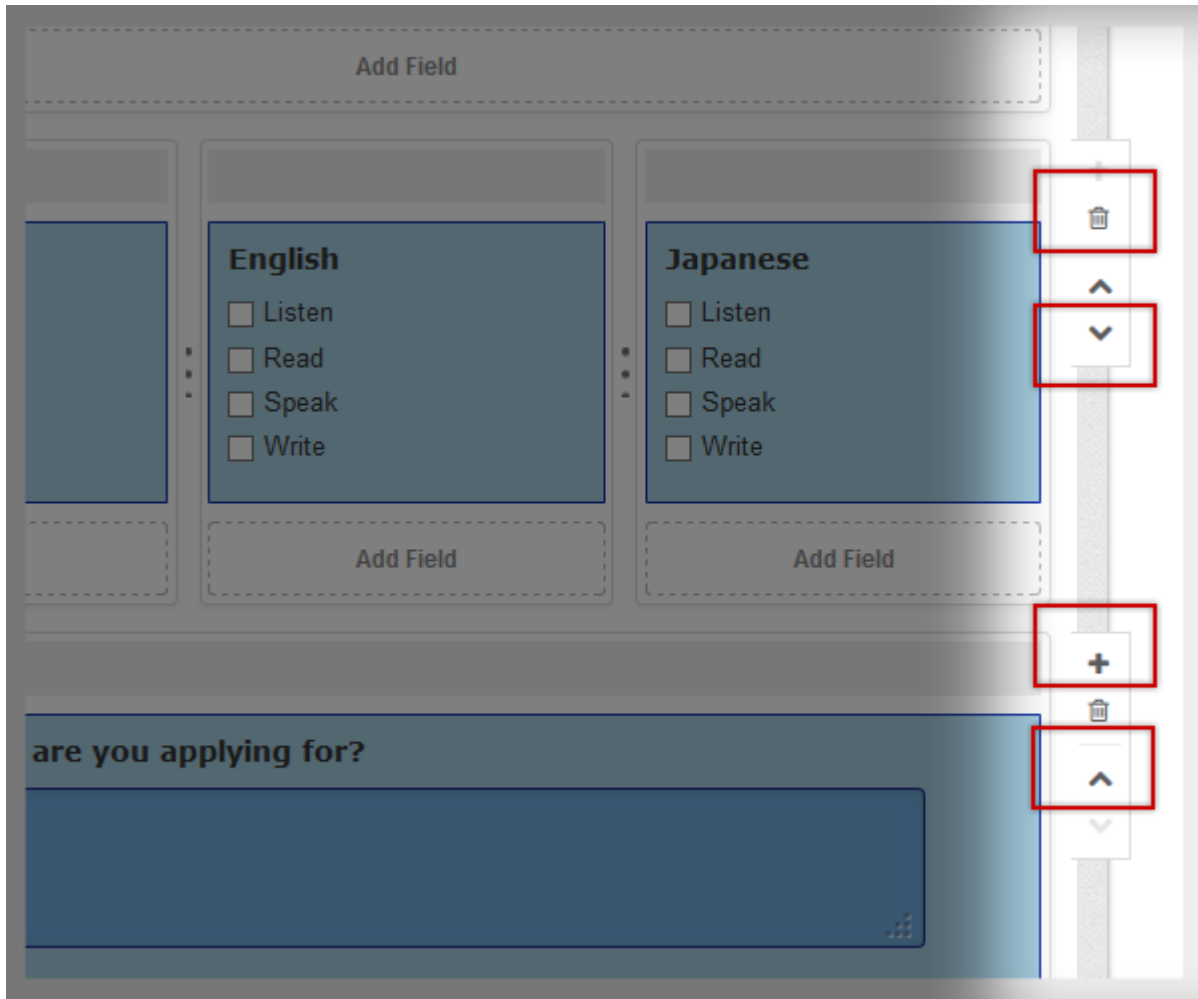 Add Field
English
Listen
Read
Speak
Write
Japanese
Listen
Read
Speak
Write
Add Field
Add Field
are you applying for?